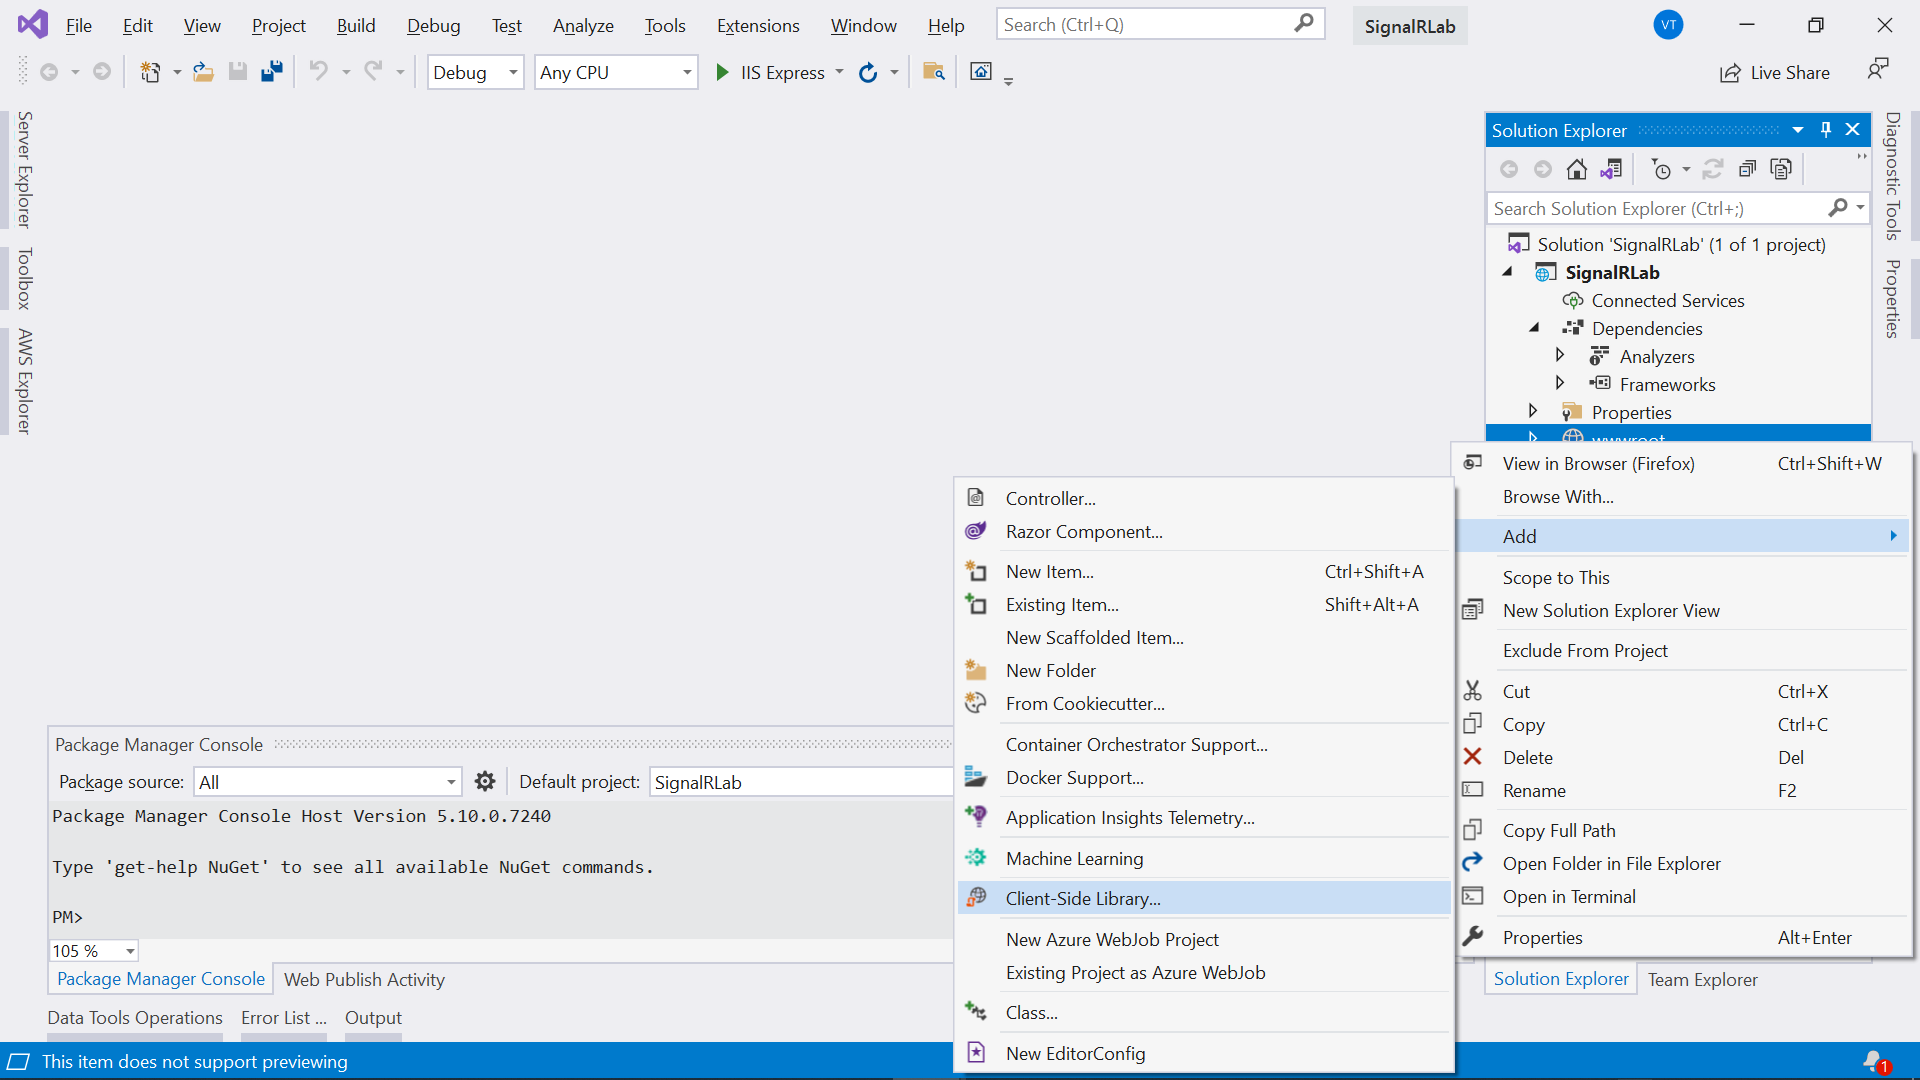 File Edit View Project Build Debug Test Analyze Tools Extensions Window Help Search (Ctrl+Q) SignalRLab VT
Debug Any CPU IIS Express Live Share
Server Explorer
Toolbox
AWS Explorer
Solution Explorer
Search Solution Explorer (Ctrl+;)
Solution 'SignalRLab' (1 of 1 project)
SignalRLab
Connected Services
Dependencies
Analyzers
Frameworks
Properties
wwwroot
Diagnostic Tools
Properties
View in Browser (Firefox) Ctrl+Shift+W
Browse With...
Add
Scope to This
New Solution Explorer View
Exclude From Project
Cut Ctrl+X
Copy Ctrl+C
Delete Del
Rename F2
Copy Full Path
Open Folder in File Explorer
Open in Terminal
Properties Alt+Enter
Controller...
Razor Component...
New Item... Ctrl+Shift+A
Existing Item... Shift+Alt+A
New Scaffolded Item...
New Folder
From Cookiecutter...
Container Orchestrator Support...
Docker Support...
Application Insights Telemetry...
Machine Learning
Client-Side Library...
New Azure WebJob Project
Existing Project as Azure WebJob
Class...
New EditorConfig
Package Manager Console
Package source: All Default project: SignalRLab
Package Manager Console Host Version 5.10.0.7240
Type 'get-help NuGet' to see all available NuGet commands.
PM>
105 %
Package Manager Console Web Publish Activity
Solution Explorer Team Explorer
Data Tools Operations Error List ... Output
This item does not support previewing
1